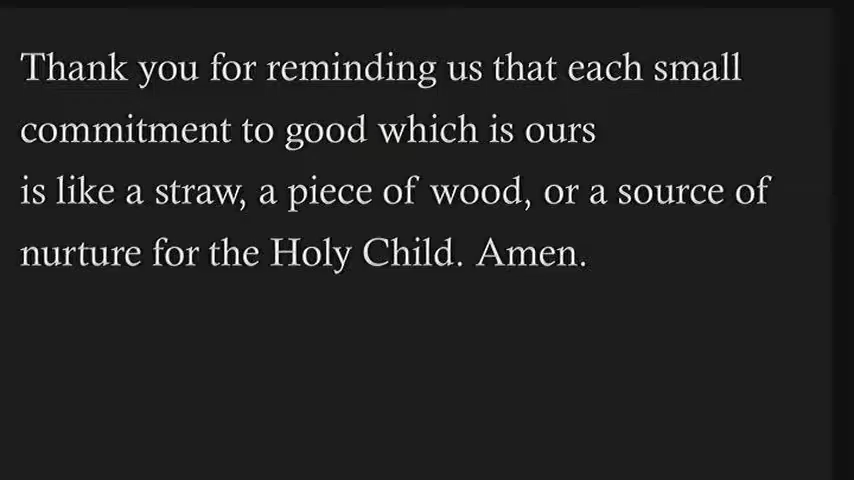 Thank you for reminding us that each small
commitment to good which is ours
is like a straw, a piece of wood, or a source of
nurture for the Holy Child. Amen.